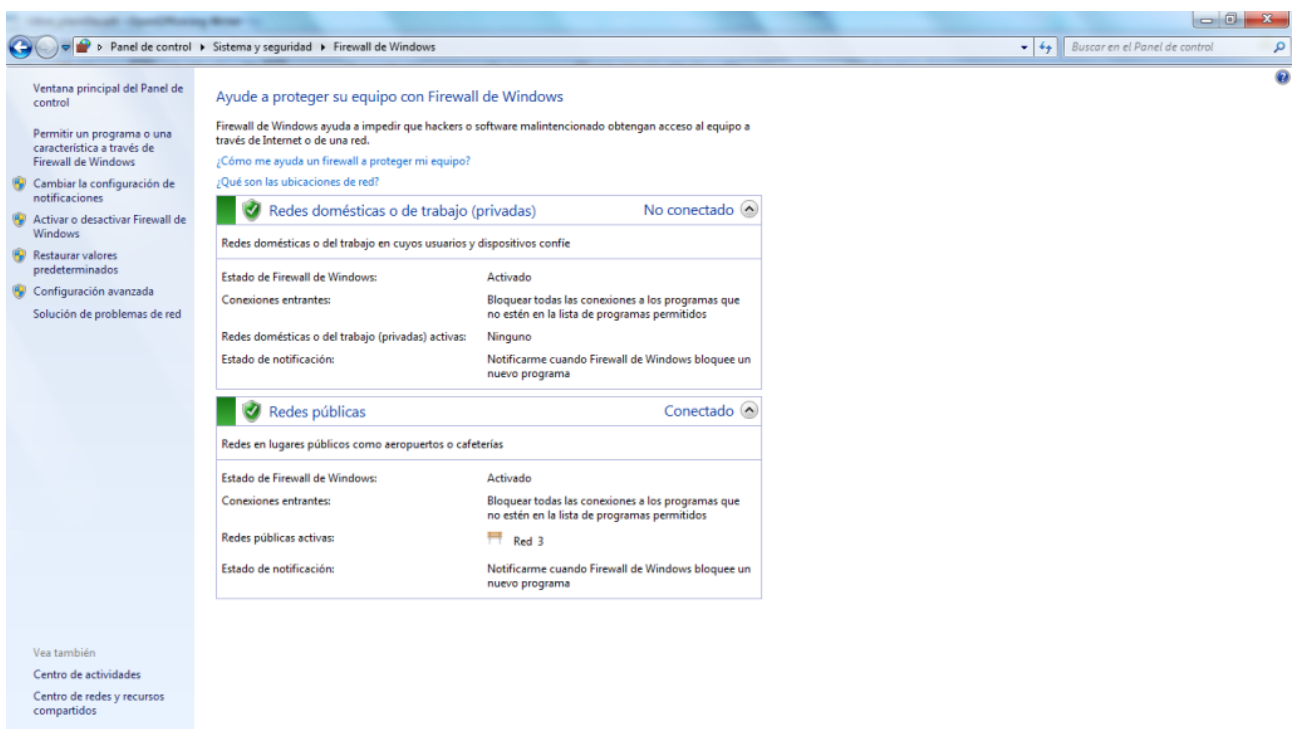 Panel de control ▸ Sistema y seguridad ▸ Firewall de Windows
Buscar en el Panel de control
Ventana principal del Panel de
control
Permitir un programa o una
característica a través de
Firewall de Windows
Cambiar la configuración de
notificaciones
Activar o desactivar Firewall de
Windows
Restaurar valores
predeterminados
Configuración avanzada
Solución de problemas de red
Vea también
Centro de actividades
Centro de redes y recursos
compartidos
Ayude a proteger su equipo con Firewall de Windows
Firewall de Windows ayuda a impedir que hackers o software malintencionado obtengan acceso al equipo a
través de Internet o de una red.
¿Cómo me ayuda un firewall a proteger mi equipo?
¿Qué son las ubicaciones de red?
Redes domésticas o de trabajo (privadas) No conectado
Redes domésticas o del trabajo en cuyos usuarios y dispositivos confíe
Estado de Firewall de Windows: Activado
Conexiones entrantes: Bloquear todas las conexiones a los programas que
no estén en la lista de programas permitidos
Redes domésticas o del trabajo (privadas) activas: Ninguno
Estado de notificación: Notificarme cuando Firewall de Windows bloquee un
nuevo programa
Redes públicas Conectado
Redes en lugares públicos como aeropuertos o cafeterías
Estado de Firewall de Windows: Activado
Conexiones entrantes: Bloquear todas las conexiones a los programas que
no estén en la lista de programas permitidos
Redes públicas activas: Red 3
Estado de notificación: Notificarme cuando Firewall de Windows bloquee un
nuevo programa